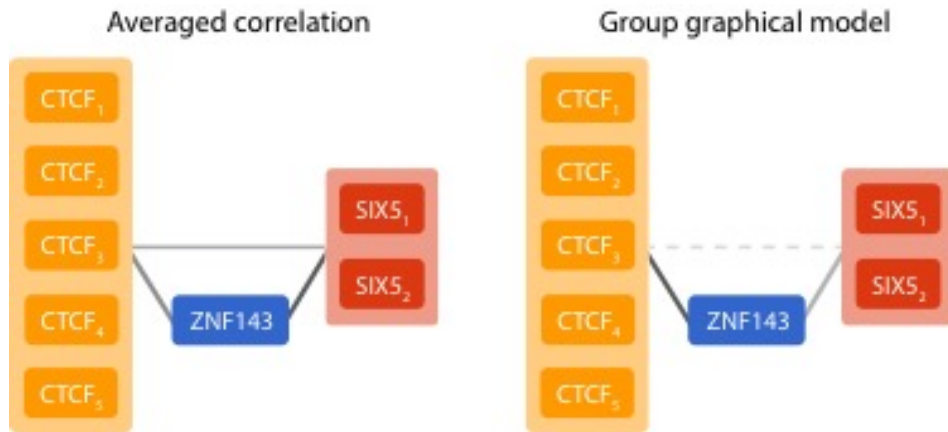 Averaged correlation
CTCF₁
CTCF₂
CTCF₃
CTCF₄
CTCF₅
SIX5₁
SIX5₂
ZNF143
Group graphical model
CTCF₁
CTCF₂
CTCF₃
CTCF₄
CTCF₅
SIX5₁
SIX5₂
ZNF143